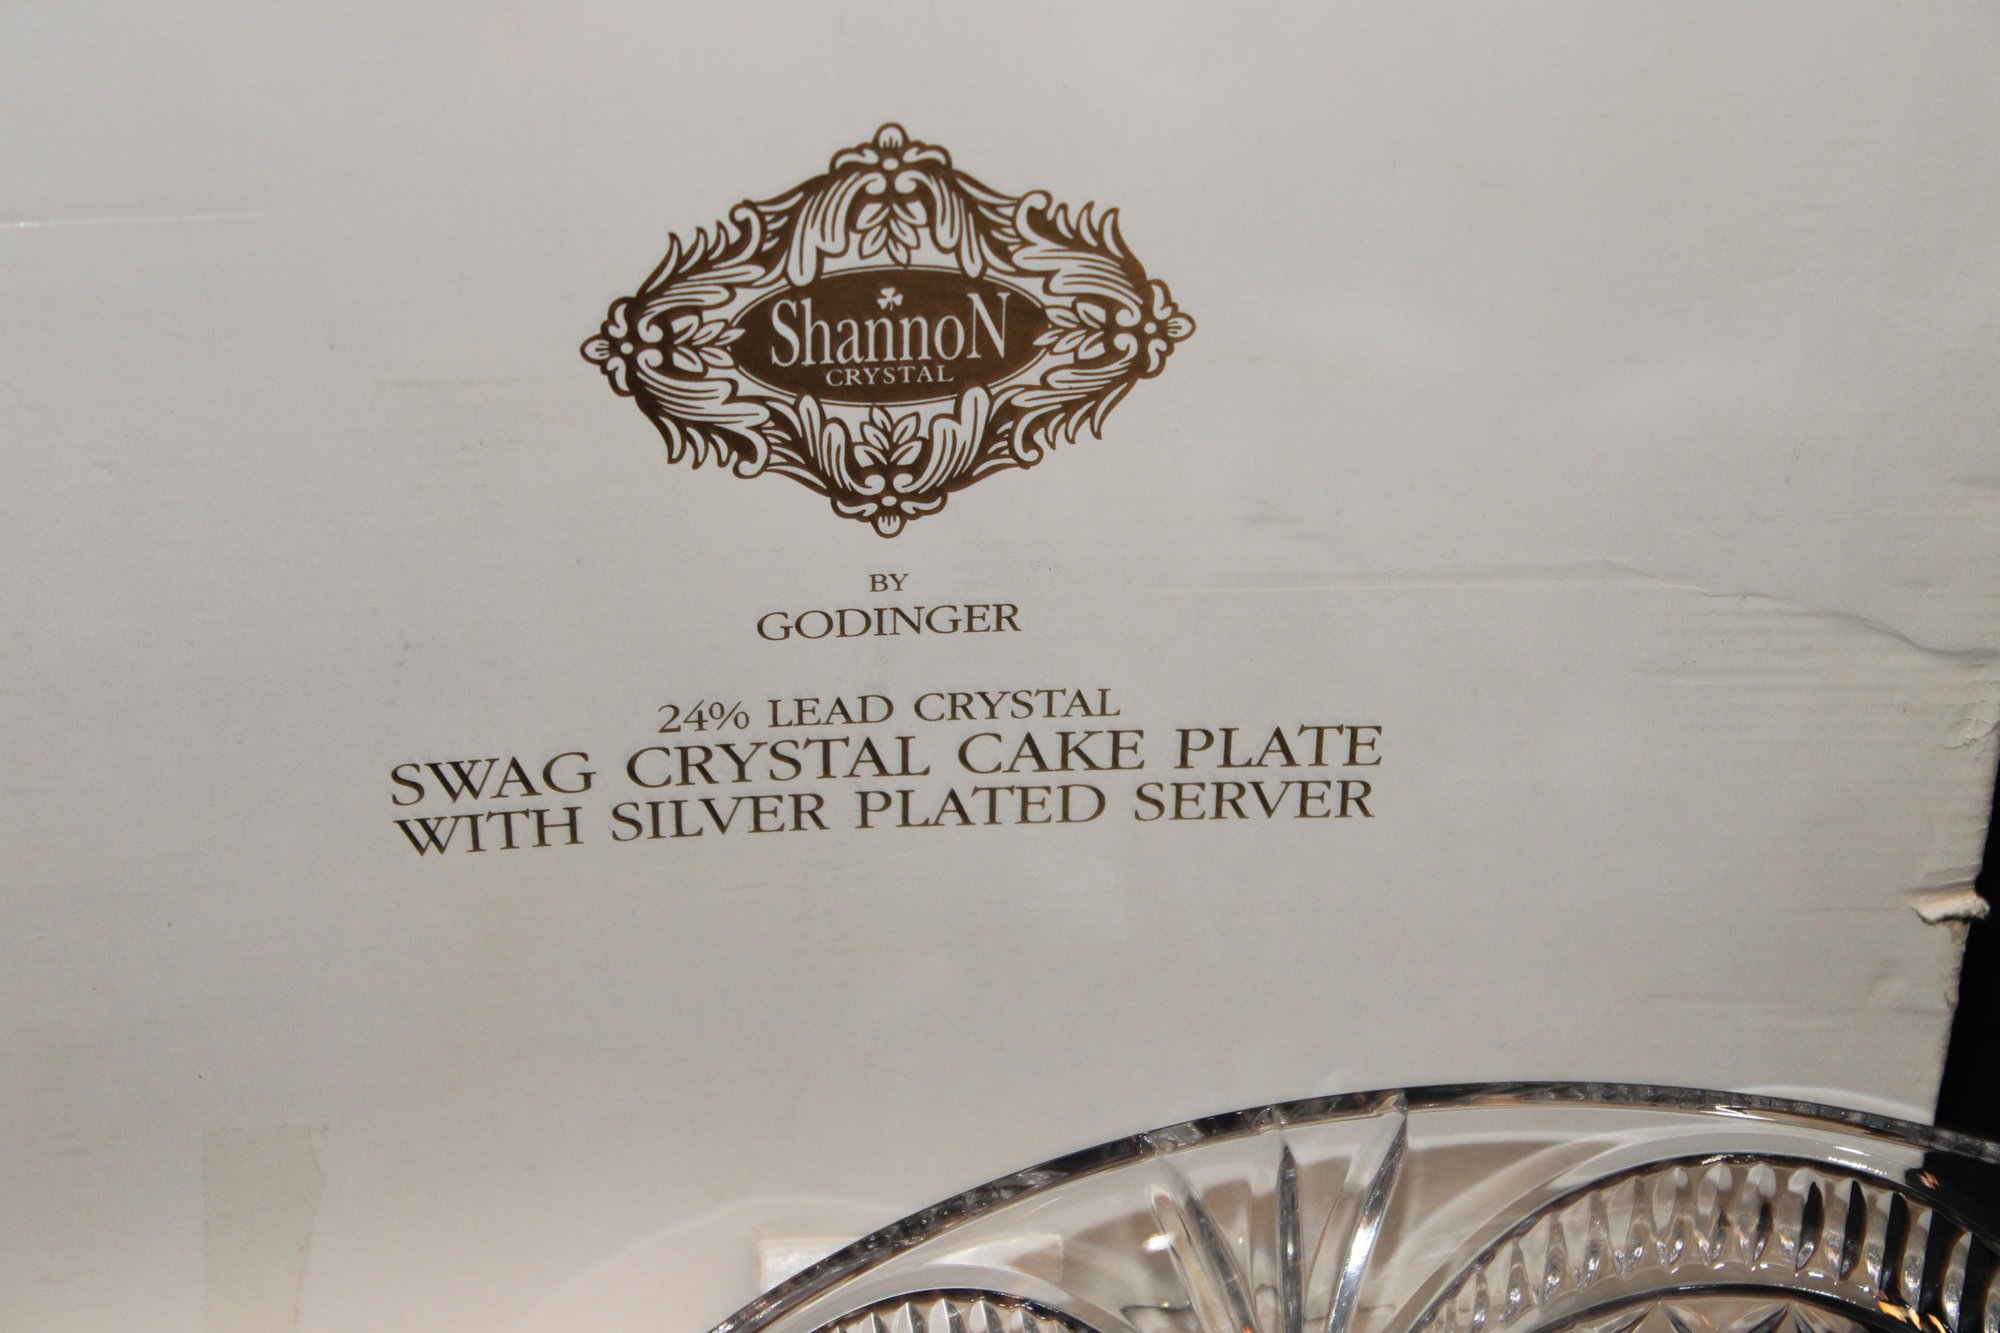 ShannoN
CRYSTAL
BY
GODINGER
24% LEAD CRYSTAL
SWAG CRYSTAL CAKE PLATE
WITH SILVER PLATED SERVER